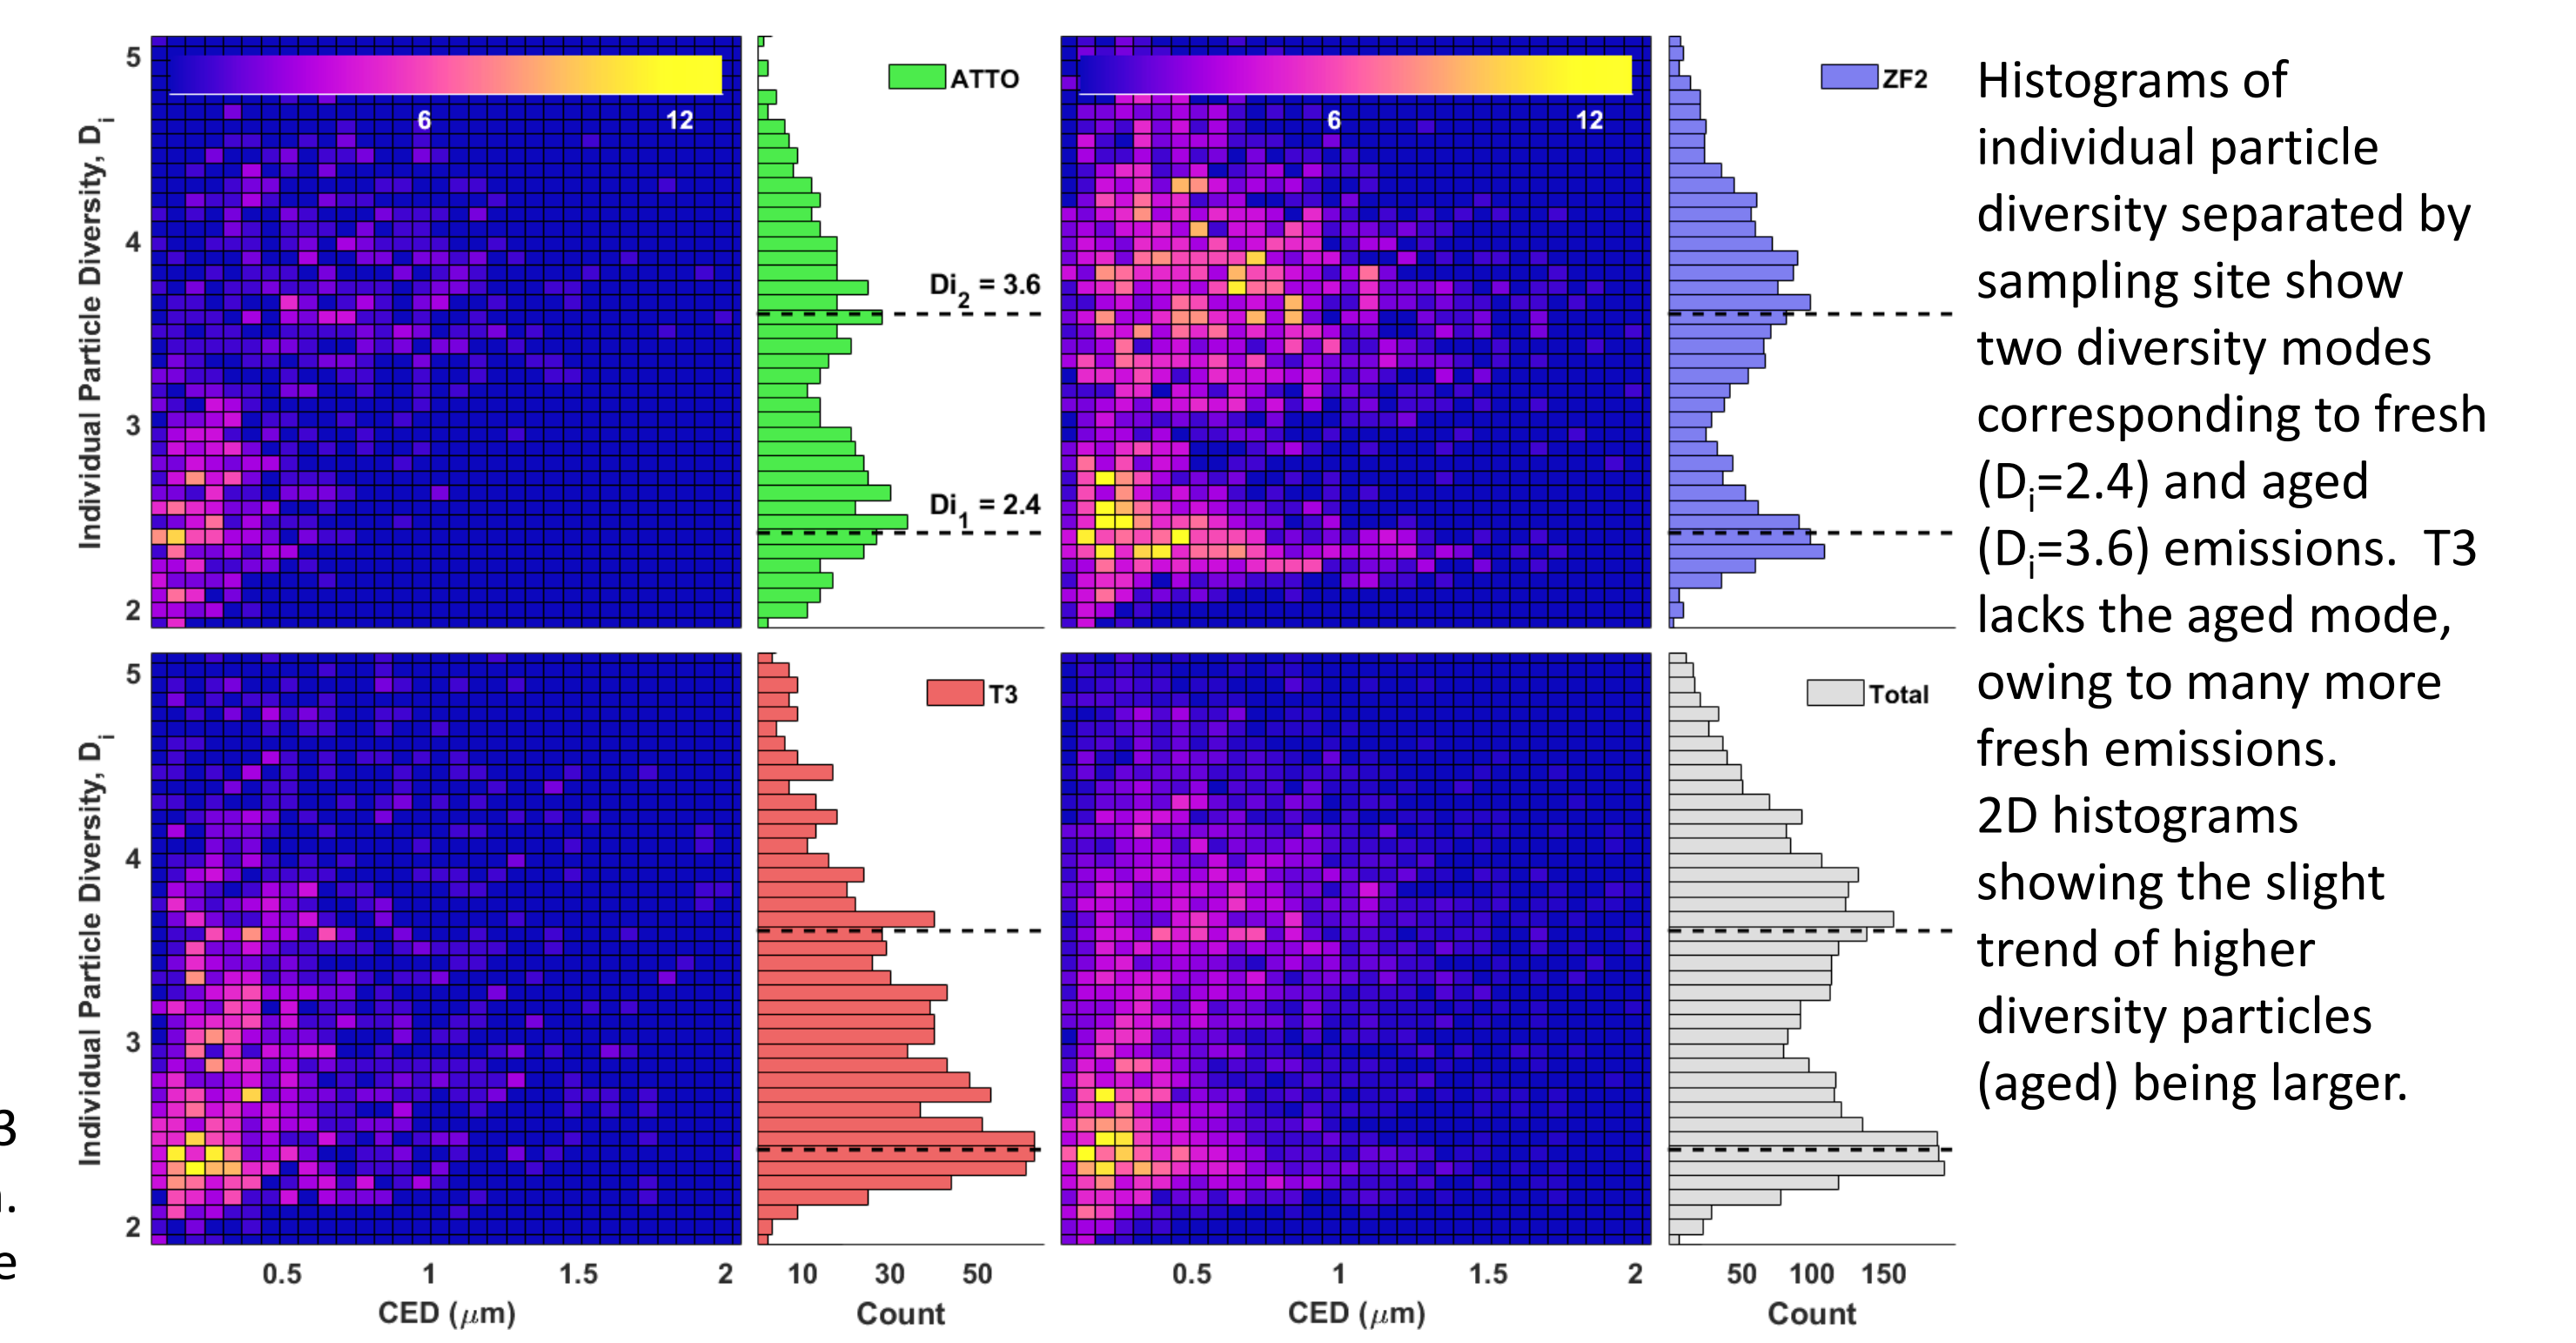 5
4
3
2
Individual Particle Diversity, Di
6
12
ATTO
Di2 = 3.6
Di1 = 2.4
6
12
ZF2
5
4
3
2
Individual Particle Diversity, Di
T3
Total
0.5 1 1.5 2
CED (μm)
10 30 50
Count
0.5 1 1.5 2
CED (μm)
50 100 150
Count
Histograms of
individual particle
diversity separated by
sampling site show
two diversity modes
corresponding to fresh
(Di=2.4) and aged
(Di=3.6) emissions. T3
lacks the aged mode,
owing to many more
fresh emissions.
2D histograms
showing the slight
trend of higher
diversity particles
(aged) being larger.
3
.
e